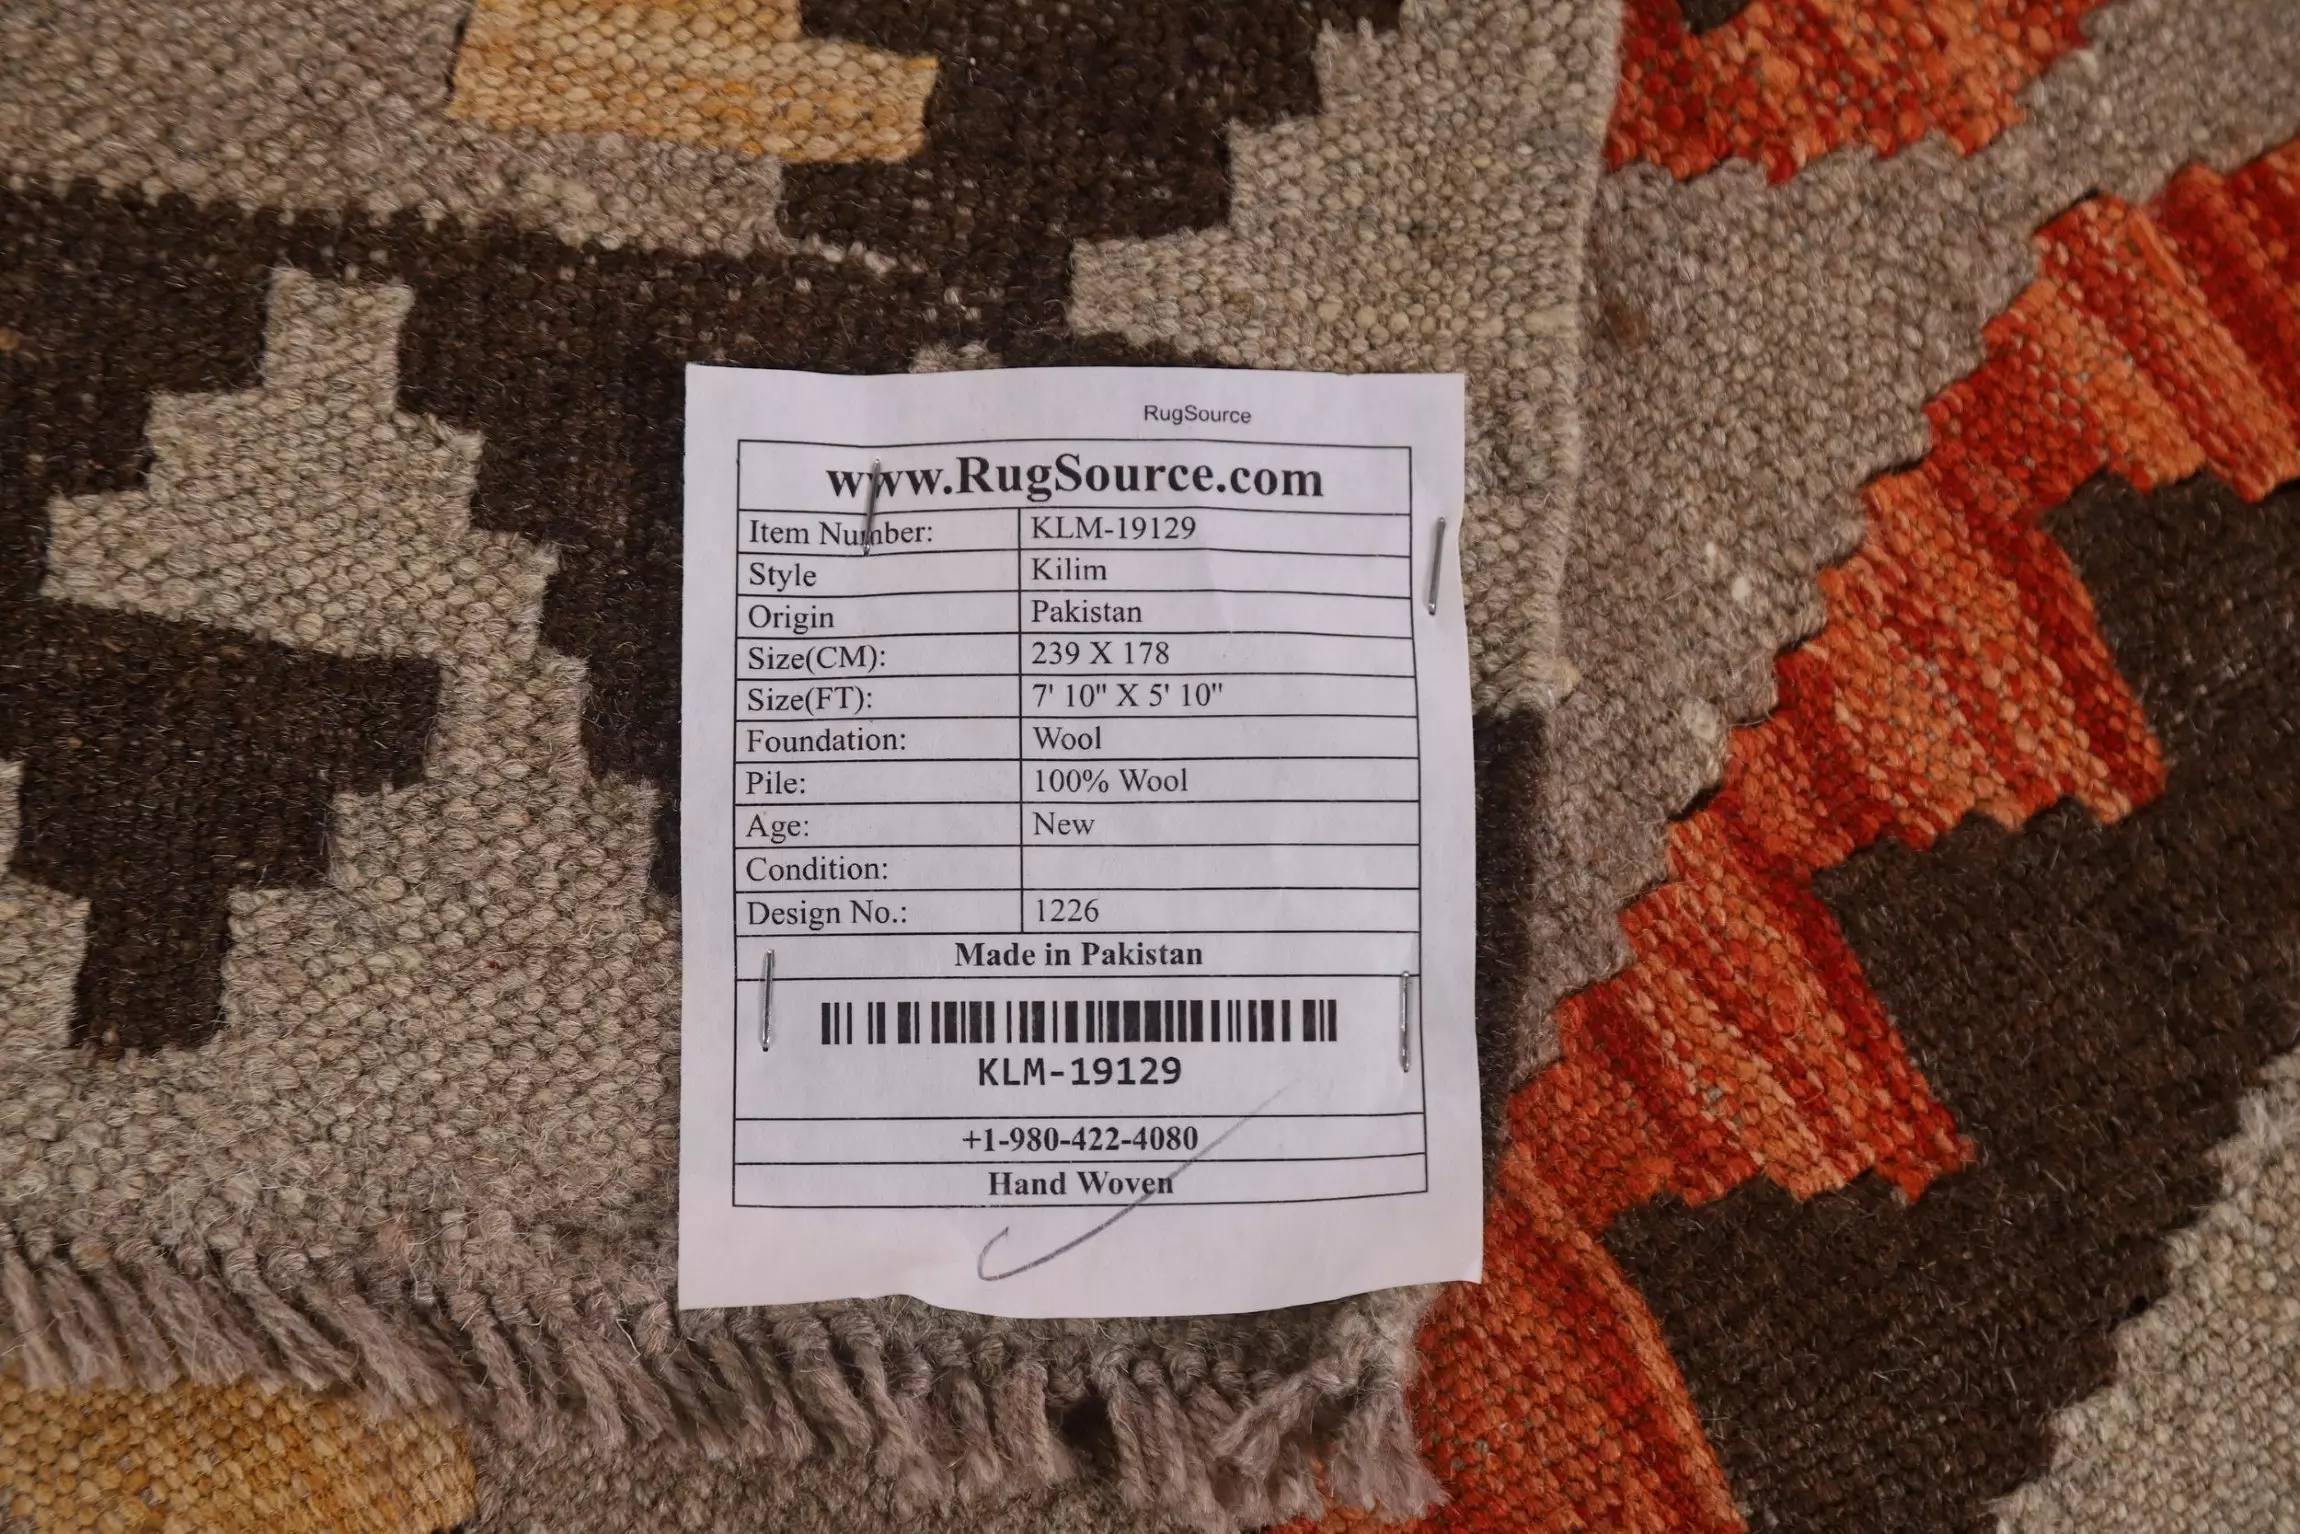 RugSource
www.RugSource.com
Item Number: KLM-19129
Style Kilim
Origin Pakistan
Size(CM): 239 X 178
Size(FT): 7' 10" X 5' 10"
Foundation: Wool
Pile: 100% Wool
Age: New
Condition:
Design No.: 1226
Made in Pakistan
KLM-19129
+1-980-422-4080
Hand Woven